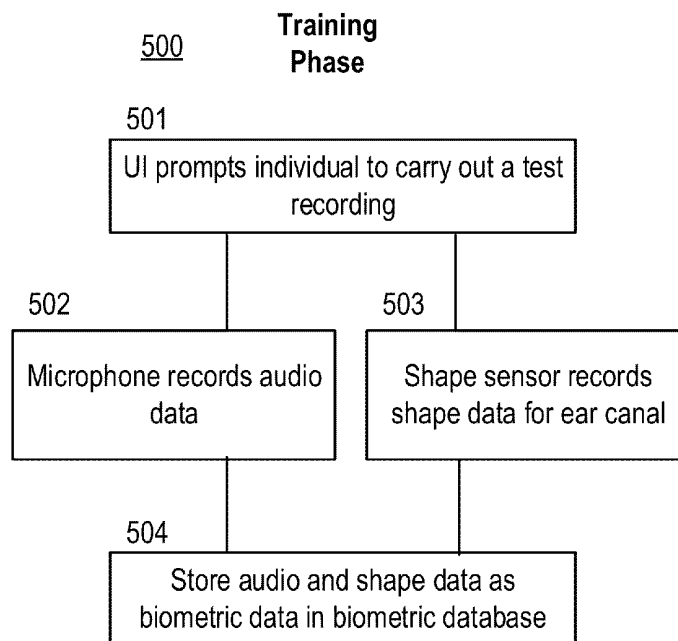 Training
Phase
500
501
UI prompts individual to carry out a test
recording
502
503
Microphone records audio
data
Shape sensor records
shape data for ear canal
504
Store audio and shape data as
biometric data in biometric database